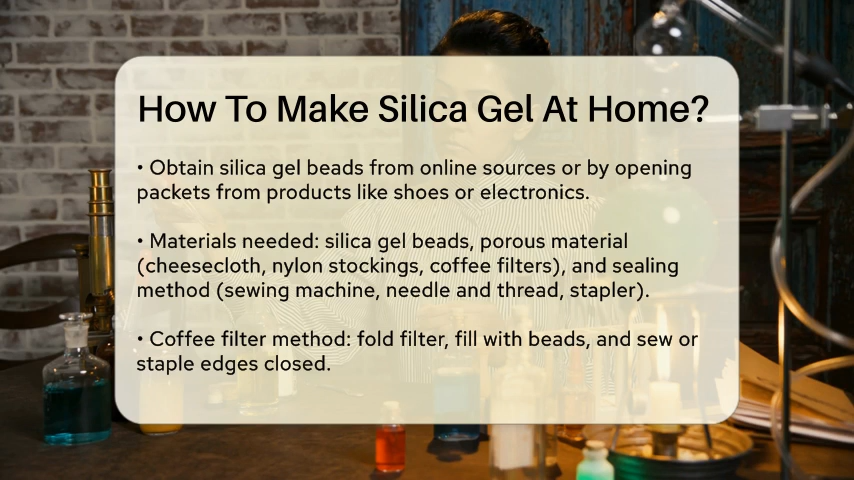 How To Make Silica Gel At Home?
• Obtain silica gel beads from online sources or by opening
packets from products like shoes or electronics.
• Materials needed: silica gel beads, porous material
(cheesecloth, nylon stockings, coffee filters), and sealing
method (sewing machine, needle and thread, stapler).
• Coffee filter method: fold filter, fill with beads, and sew or
staple edges closed.